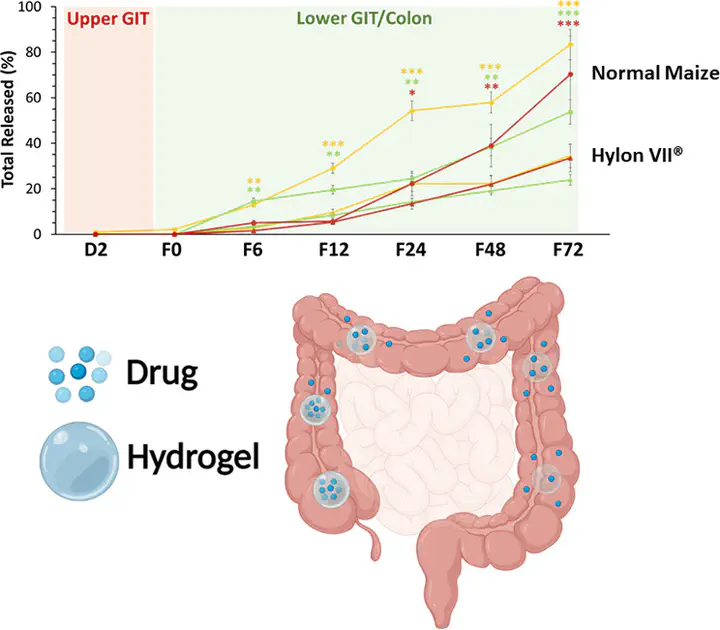 Upper GIT
Lower GIT/Colon
Total Released (%)
100
80
60
40
20
0
** 
**
***
**
***
**
*
***
**
**
***
***
***
Normal Maize
Hylon VII®
D2 F0 F6 F12 F24 F48 F72
Drug
Hydrogel